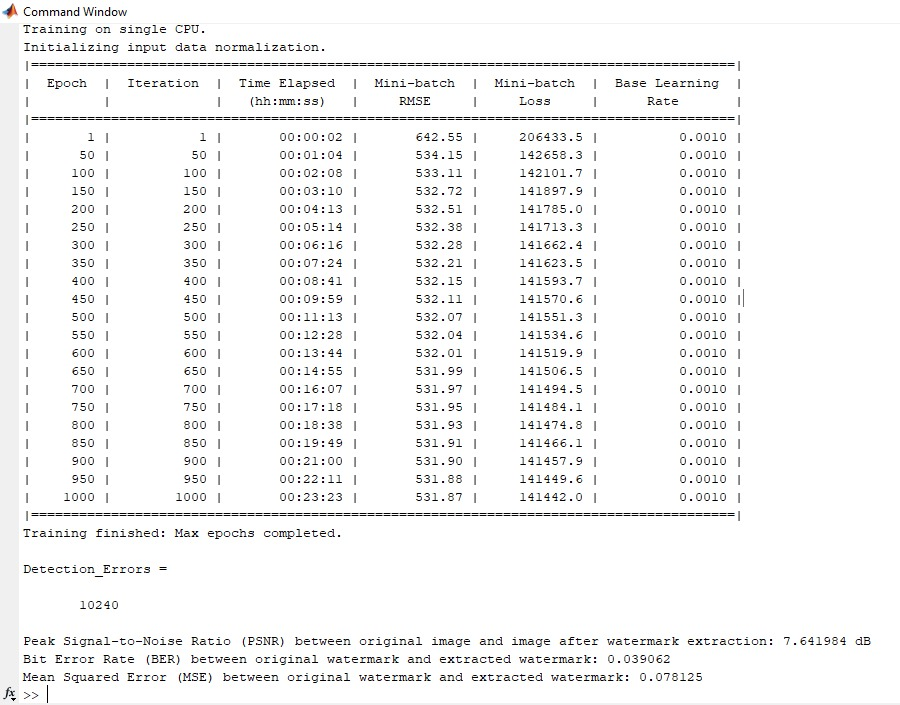 Command Window
Training on single CPU.
Initializing input data normalization.
|========================================================================================|
| Epoch | Iteration | Time Elapsed | Mini-batch | Mini-batch | Base Learning |
| | | (hh:mm:ss) | RMSE | Loss | Rate |
|========================================================================================|
| 1 | 1 | 00:00:02 | 642.55 | 206433.5 | 0.0010 |
| 50 | 50 | 00:01:04 | 534.15 | 142658.3 | 0.0010 |
| 100 | 100 | 00:02:08 | 533.11 | 142101.7 | 0.0010 |
| 150 | 150 | 00:03:10 | 532.72 | 141897.9 | 0.0010 |
| 200 | 200 | 00:04:13 | 532.51 | 141785.0 | 0.0010 |
| 250 | 250 | 00:05:14 | 532.38 | 141713.3 | 0.0010 |
| 300 | 300 | 00:06:16 | 532.28 | 141662.4 | 0.0010 |
| 350 | 350 | 00:07:24 | 532.21 | 141623.5 | 0.0010 |
| 400 | 400 | 00:08:41 | 532.15 | 141593.7 | 0.0010 |
| 450 | 450 | 00:09:59 | 532.11 | 141570.6 | 0.0010 |
| 500 | 500 | 00:11:13 | 532.07 | 141551.3 | 0.0010 |
| 550 | 550 | 00:12:28 | 532.04 | 141534.6 | 0.0010 |
| 600 | 600 | 00:13:44 | 532.01 | 141519.9 | 0.0010 |
| 650 | 650 | 00:14:55 | 531.99 | 141506.5 | 0.0010 |
| 700 | 700 | 00:16:07 | 531.97 | 141494.5 | 0.0010 |
| 750 | 750 | 00:17:18 | 531.95 | 141484.1 | 0.0010 |
| 800 | 800 | 00:18:38 | 531.93 | 141474.8 | 0.0010 |
| 850 | 850 | 00:19:49 | 531.91 | 141466.1 | 0.0010 |
| 900 | 900 | 00:21:00 | 531.90 | 141457.9 | 0.0010 |
| 950 | 950 | 00:22:11 | 531.88 | 141449.6 | 0.0010 |
| 1000 | 1000 | 00:23:23 | 531.87 | 141442.0 | 0.0010 |
|========================================================================================|
Training finished: Max epochs completed.
Detection_Errors =
10240
Peak Signal-to-Noise Ratio (PSNR) between original image and image after watermark extraction: 7.641984 dB
Bit Error Rate (BER) between original watermark and extracted watermark: 0.039062
Mean Squared Error (MSE) between original watermark and extracted watermark: 0.078125
fx >>